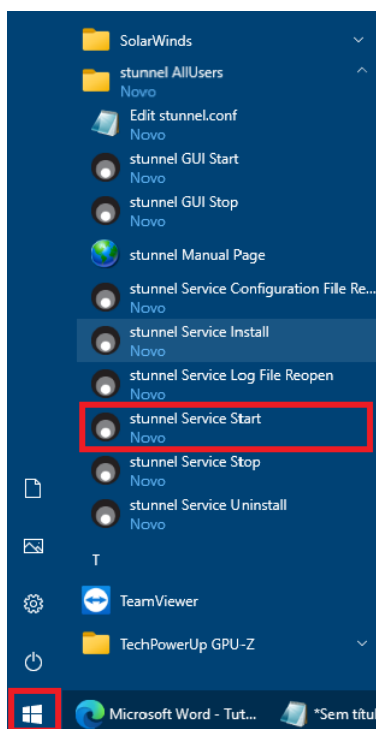 SolarWinds
stunnel AllUsers
Novo
Edit stunnel.conf
Novo
stunnel GUI Start
Novo
stunnel GUI Stop
Novo
stunnel Manual Page
stunnel Service Configuration File Re...
Novo
stunnel Service Install
Novo
stunnel Service Log File Reopen
Novo
stunnel Service Start
Novo
stunnel Service Stop
Novo
stunnel Service Uninstall
Novo
T
TeamViewer
TechPowerUp GPU-Z
Microsoft Word - Tut...
*Sem títul